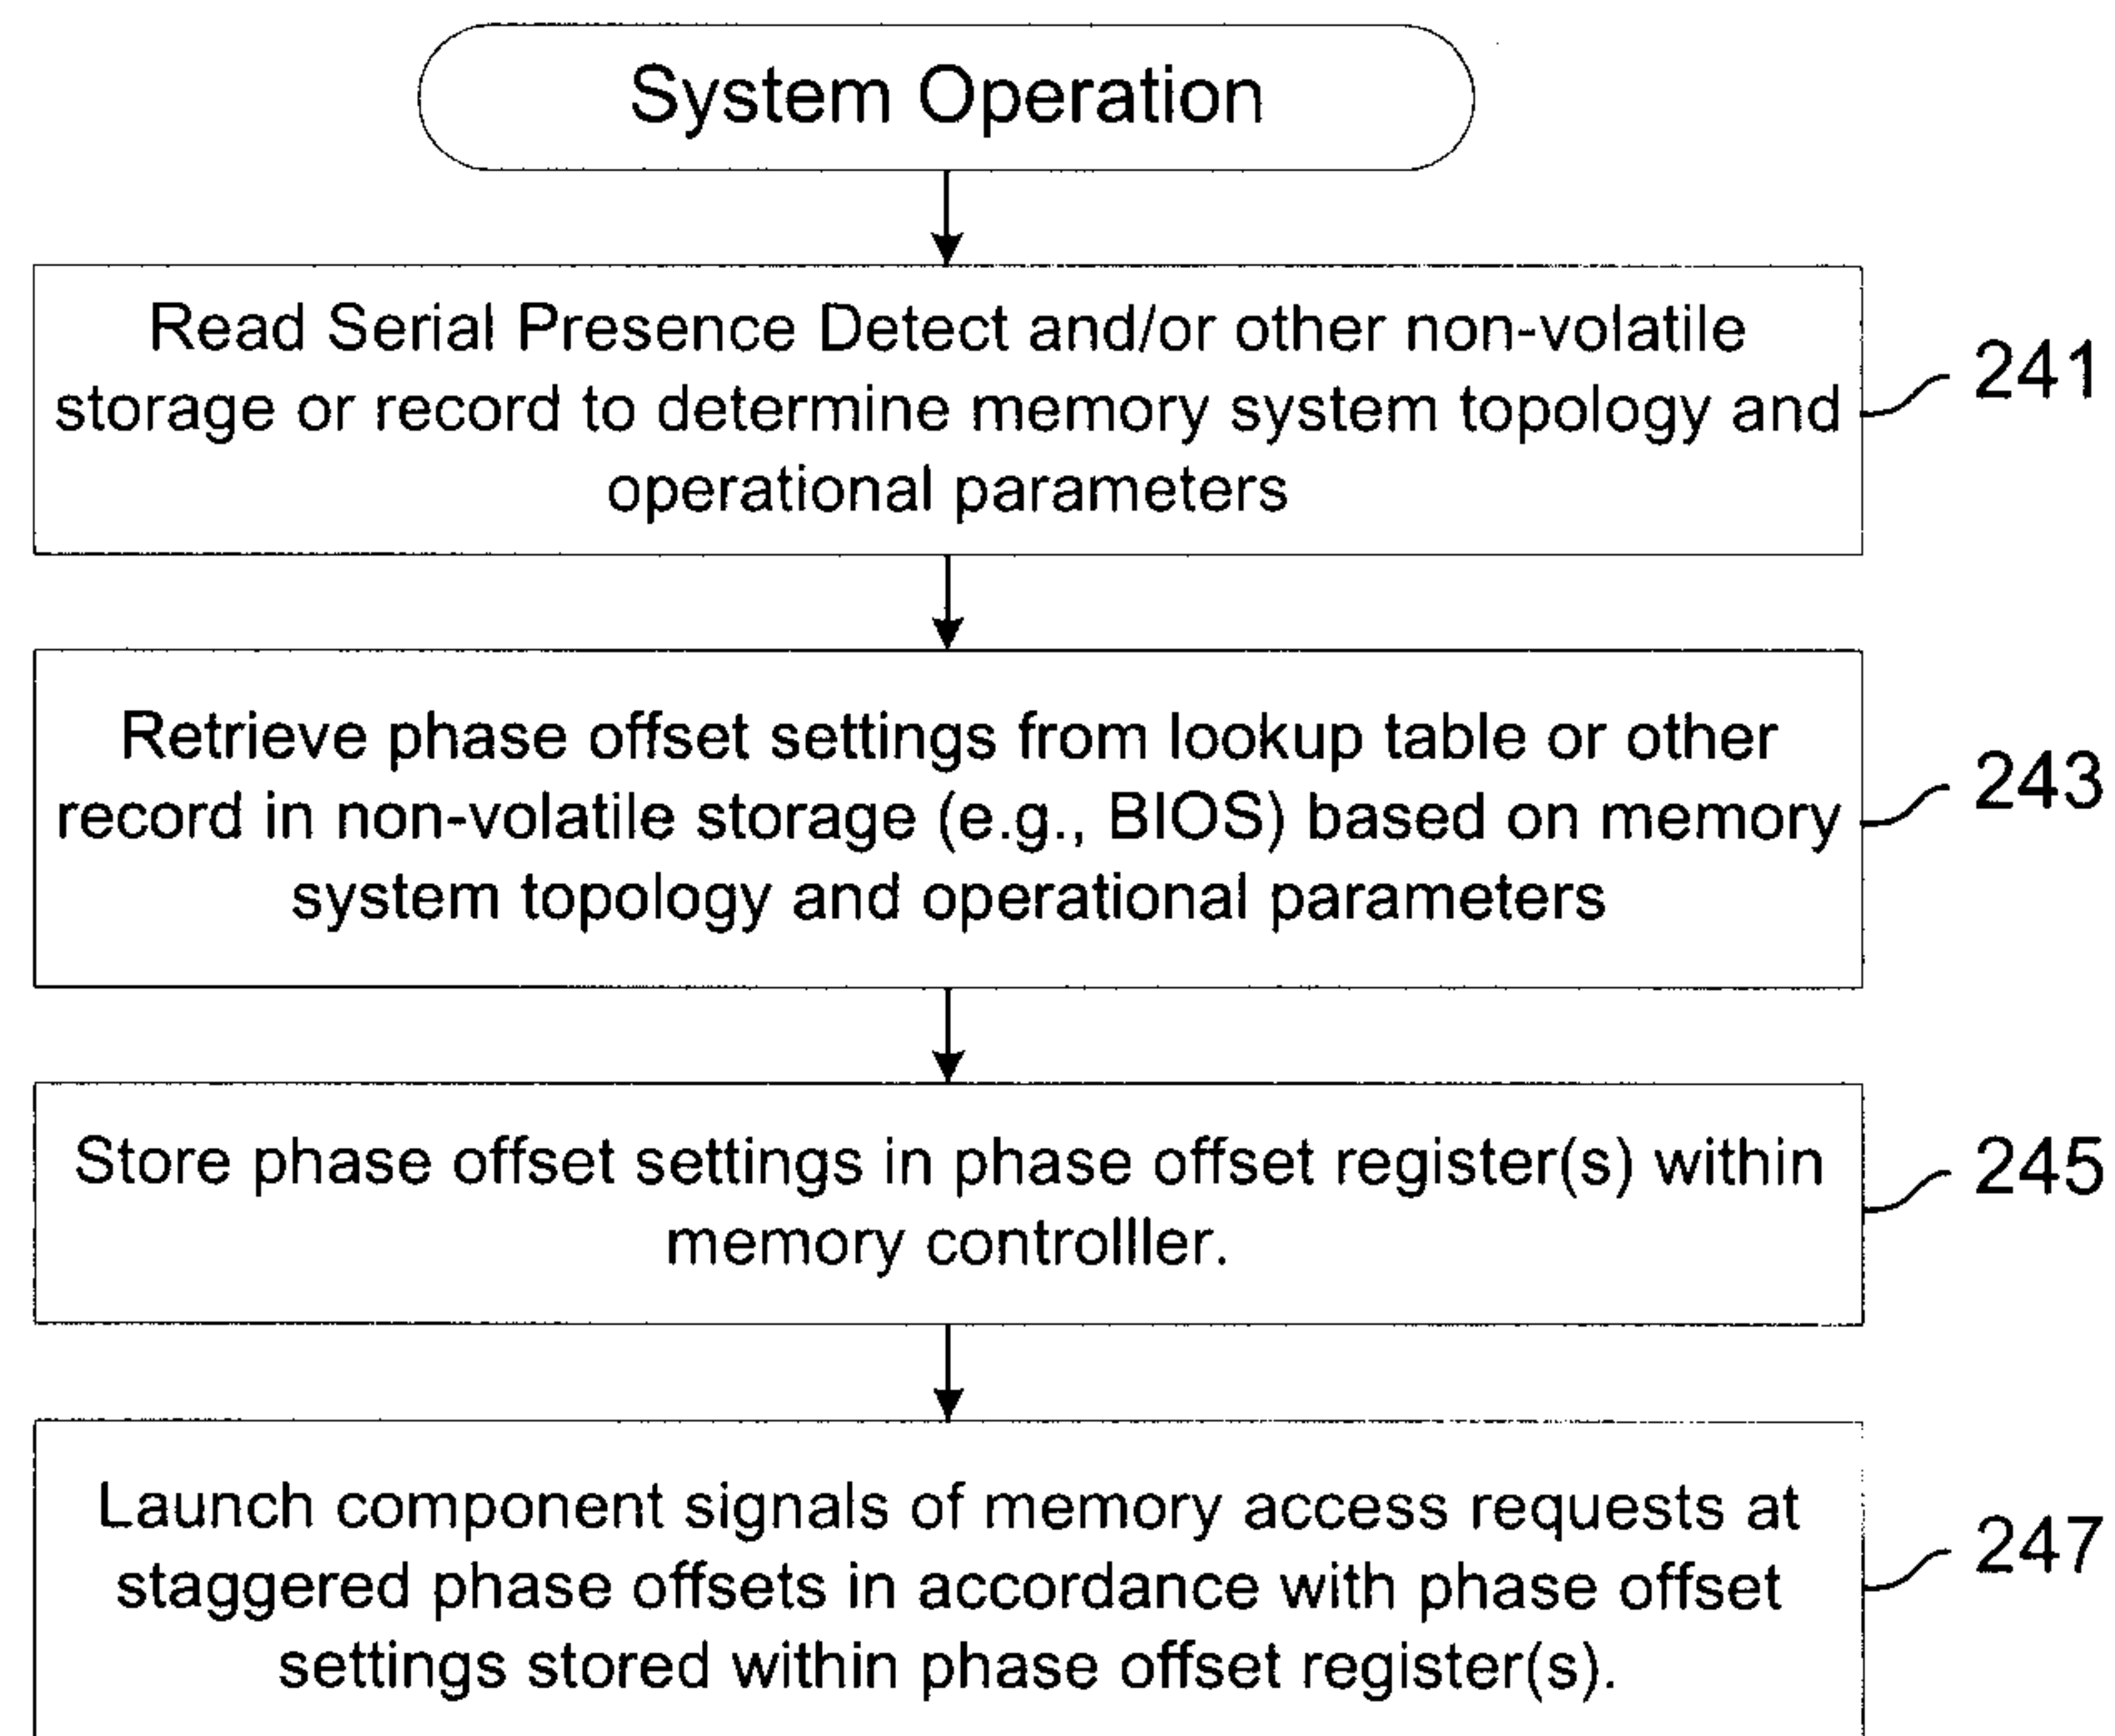 System Operation
Read Serial Presence Detect and/or other non-volatile
storage or record to determine memory system topology and
operational parameters
241
Retrieve phase offset settings from lookup table or other
record in non-volatile storage (e.g., BIOS) based on memory
system topology and operational parameters
243
Store phase offset settings in phase offset register(s) within
memory controlller.
245
Launch component signals of memory access requests at
staggered phase offsets in accordance with phase offset
settings stored within phase offset register(s).
247